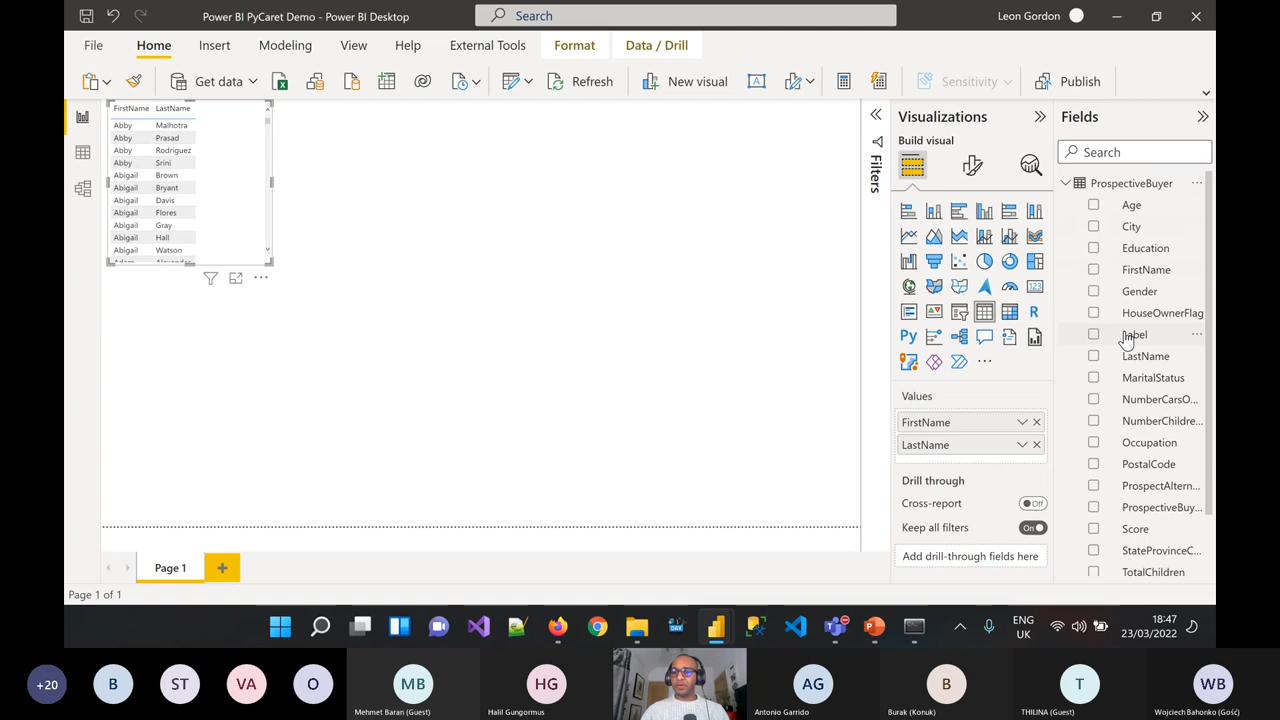 Power BI PyCaret Demo - Power BI Desktop
Search
Leon Gordon
File
Home
Insert
Modeling
View
Help
External Tools
Format
Data / Drill
Get data
Refresh
New visual
Sensitivity
Publish
FirstName LastName
Abby Malhotra
Abby Prasad
Abby Rodriguez
Abby Srini
Abigail Brown
Abigail Bryant
Abigail Davis
Abigail Flores
Abigail Gray
Abigail Hall
Abigail Watson
Adam Alexander
Filters
Visualizations
Build visual
123
R
Py
Values
FirstName
LastName
Drill through
Cross-report
Off
Keep all filters
On
Add drill-through fields here
Fields
Search
ProspectiveBuyer
Age
City
Education
FirstName
Gender
HouseOwnerFlag
Label
LastName
MaritalStatus
NumberCarsO...
NumberChildre...
Occupation
PostalCode
ProspectAltern...
ProspectiveBuy...
Score
StateProvinceC...
TotalChildren
Page 1
Page 1 of 1
ENG
UK
18:47
23/03/2022
+20
B
ST
VA
O
MB
Mehmet Baran (Guest)
HG
Halil Gungormus
AG
Antonio Garrido
B
Burak (Konuk)
T
THILINA (Guest)
WB
Wojciech Bahonko (Gość)